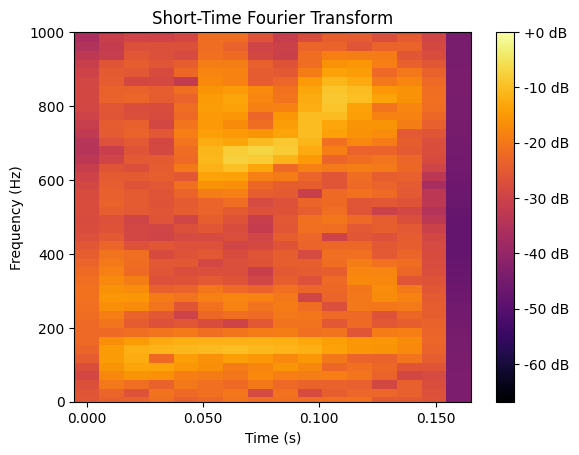 Short-Time Fourier Transform
1000
800
600
400
200
0
Frequency (Hz)
0.000
0.050
0.100
0.150
Time (s)
+0 dB
-10 dB
-20 dB
-30 dB
-40 dB
-50 dB
-60 dB